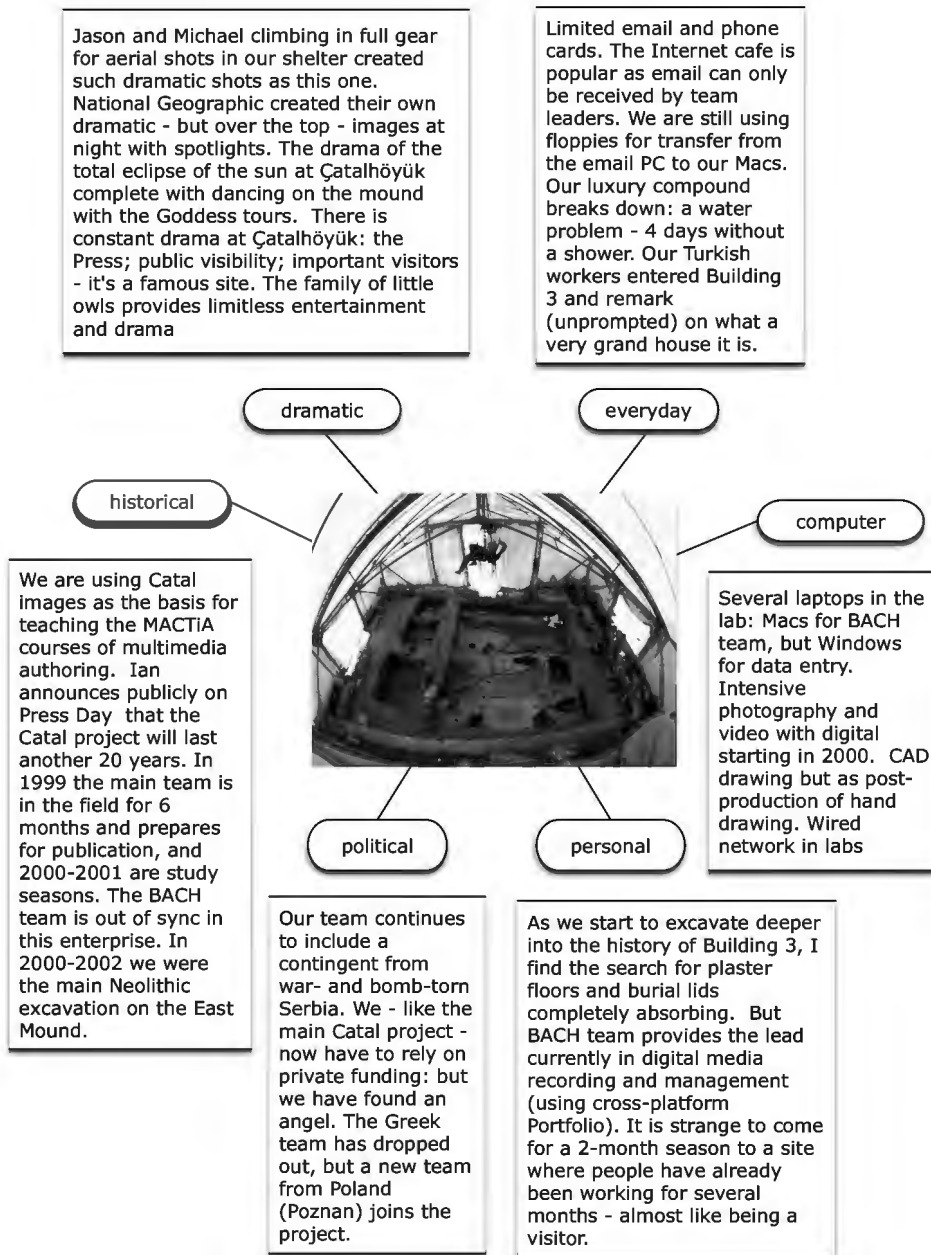 Jason and Michael climbing in full gear
for aerial shots in our shelter created
such dramatic shots as this one.
National Geographic created their own
dramatic - but over the top - images at
night with spotlights. The drama of the
total eclipse of the sun at Çatalhöyük
complete with dancing on the mound
with the Goddess tours.  There is
constant drama at Çatalhöyük: the
Press; public visibility; important visitors
- it's a famous site. The family of little
owls provides limitless entertainment
and drama
Limited email and phone
cards. The Internet cafe is
popular as email can only
be received by team
leaders. We are still using
floppies for transfer from
the email PC to our Macs.
Our luxury compound
breaks down: a water
problem - 4 days without
a shower. Our Turkish
workers entered Building
3 and remark
(unprompted) on what a
very grand house it is.
dramatic
everyday
historical
computer
We are using Catal
images as the basis for
teaching the MACTiA
courses of multimedia
authoring.  Ian
announces publicly on
Press Day  that the
Catal project will last
another 20 years. In
1999 the main team is
in the field for 6
months and prepares
for publication, and
2000-2001 are study
seasons. The BACH
team is out of sync in
this enterprise. In
2000-2002 we were
the main Neolithic
excavation on the East
Mound.
Several laptops in the
lab: Macs for BACH
team, but Windows
for data entry.
Intensive
photography and
video with digital
starting in 2000.  CAD
drawing but as post-
production of hand
drawing. Wired
network in labs
political
personal
Our team continues
to include a
contingent from
war- and bomb-torn
Serbia. We - like the
main Catal project -
now have to rely on
private funding: but
we have found an
angel. The Greek
team has dropped
out, but a new team
from Poland
(Poznan) joins the
project.
As we start to excavate deeper
into the history of Building 3, I
find the search for plaster
floors and burial lids
completely absorbing.  But
BACH team provides the lead
currently in digital media
recording and management
(using cross-platform
Portfolio). It is strange to come
for a 2-month season to a site
where people have already
been working for several
months - almost like being a
visitor.